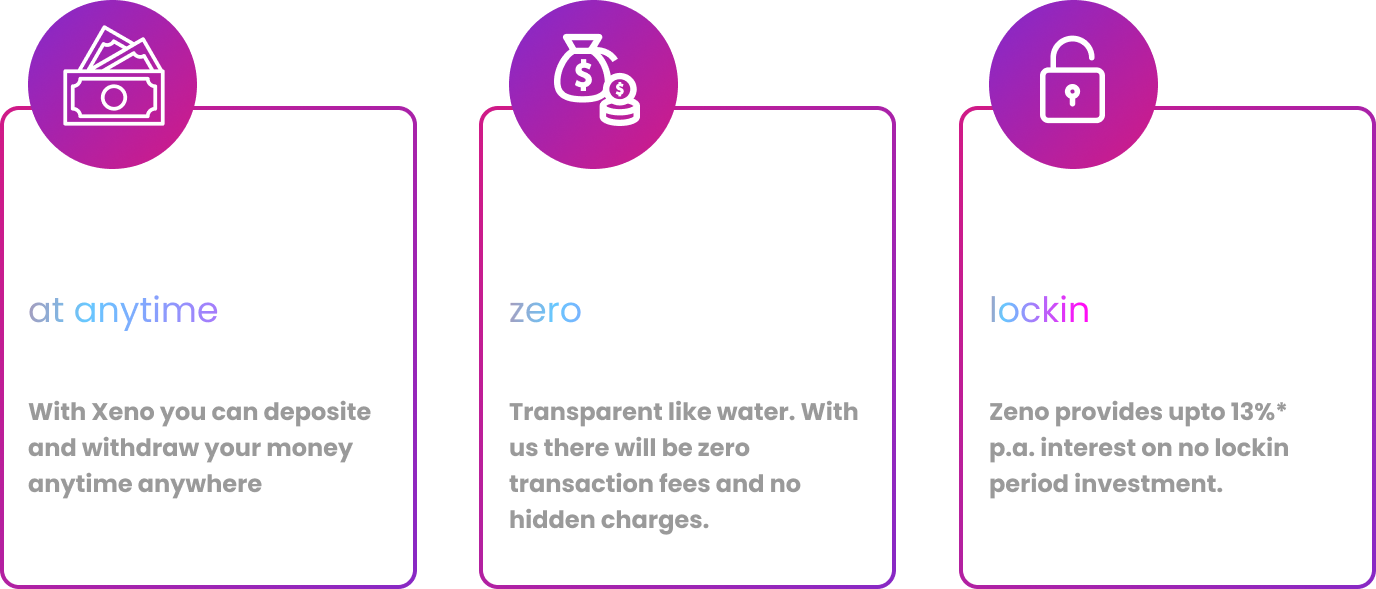 at anytime
With Xeno you can deposite
and withdraw your money
anytime anywhere
zero
Transparent like water. With
us there will be zero
transaction fees and no
hidden charges.
lockin
Zeno provides upto 13%*
p.a. interest on no lockin
period investment.